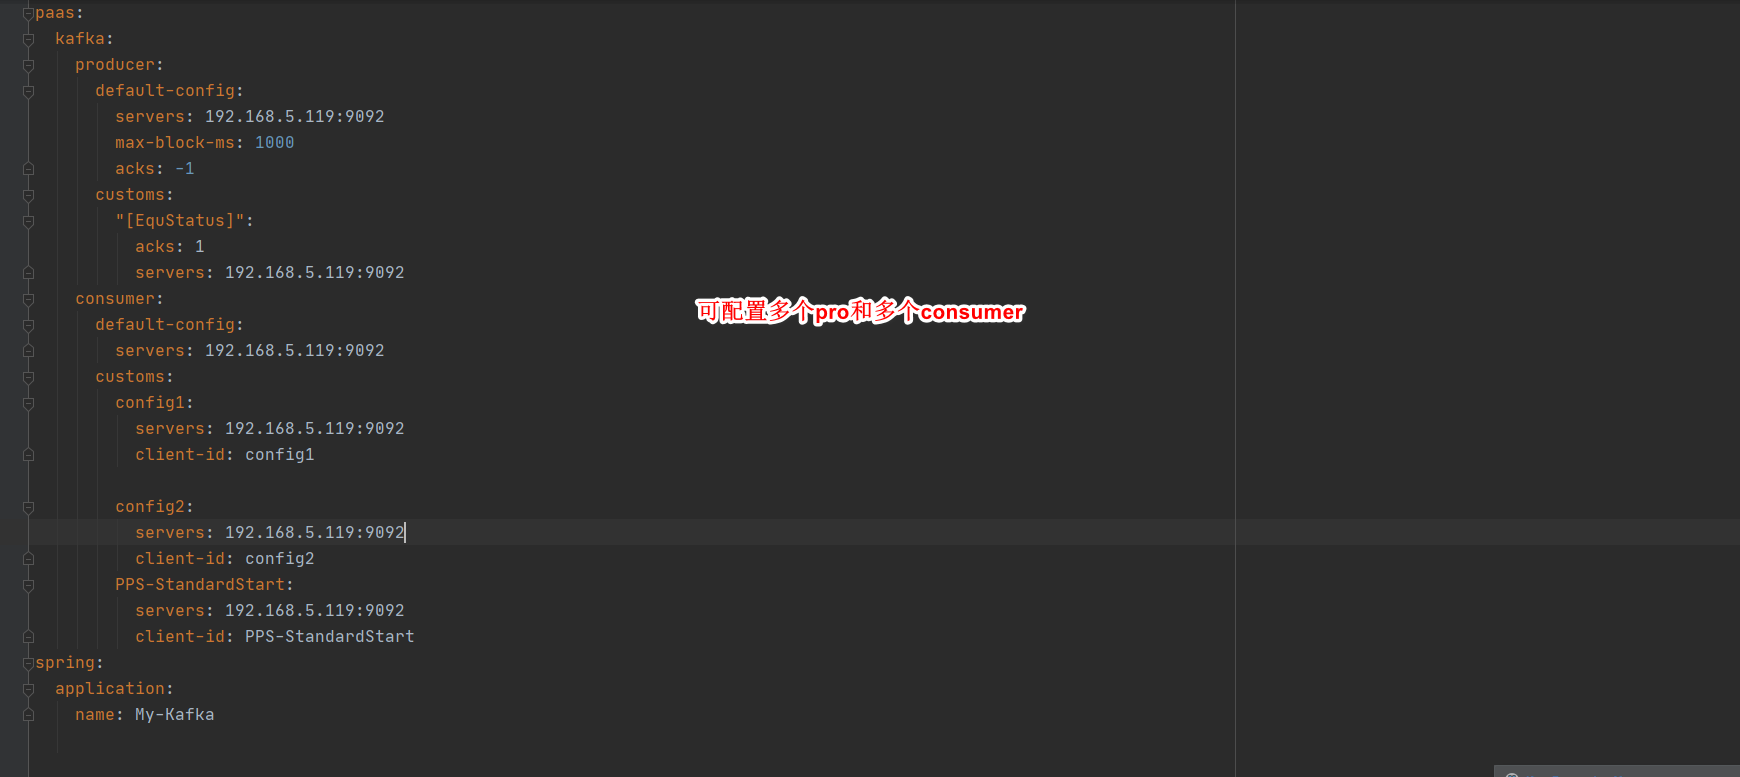 paas:
kafka:
producer:
default-config:
servers: 192.168.5.119:9092
max-block-ms: 1000
acks: -1
customs:
"[EquStatus]":
acks: 1
servers: 192.168.5.119:9092
consumer:
可配置多个pro和多个consumer
default-config:
servers: 192.168.5.119:9092
customs:
config1:
servers: 192.168.5.119:9092
client-id: config1
config2:
servers: 192.168.5.119:9092
client-id: config2
PPS-StandardStart:
servers: 192.168.5.119:9092
client-id: PPS-StandardStart
spring:
application:
name: My-Kafka